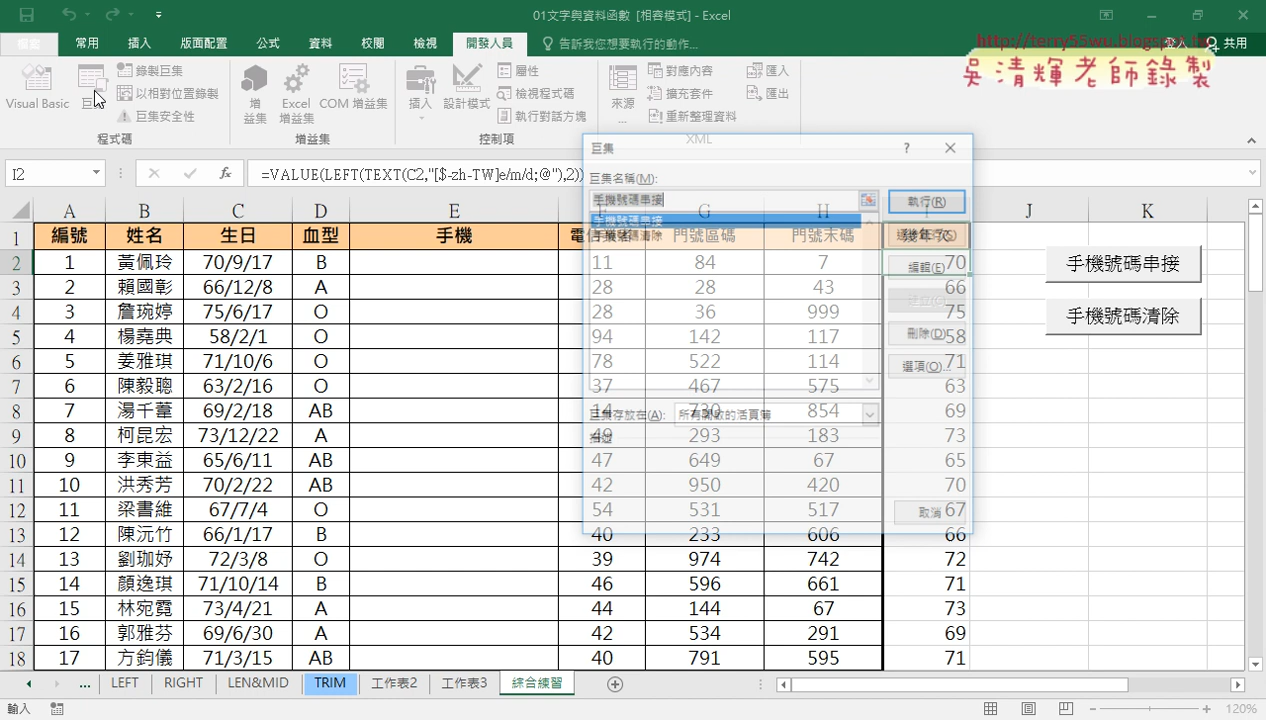 01文字與資料函數 [相容模式] - Excel
http://terry55wu.blogspot.tw
吳清輝老師錄製
常用 插入 版面配置 公式 資料 校閱 檢視 開發人員 告訴我您想要執行的動作... 登入 共用
Visual Basic
錄製巨集
以相對位置錄製
巨集安全性
程式碼
增益集
Excel 增益集
COM 增益集
增益集
插入
設計模式
屬性
檢視程式碼
執行對話方塊
控制項
來源
對應內容
擴充套件
重新整理資料
匯入
匯出
XML
I2
=VALUE(LEFT(TEXT(C2,"[$-zh-TW]e/m/d;@"),2))
巨集
巨集名稱(M):
手機號碼串接
手機號碼串接
手機號碼清除
執行(R)
編輯(E)
刪除(D)
選項(O)...
巨集存放在(A): 所有開啟的活頁簿
描述
取消
A B C D E F G H I J K
1 編號 姓名 生日 血型 手機 門號區碼 門號末碼
2 1 黃佩玲 70/9/17 B 11 84 7 70
3 2 賴國彰 66/12/8 A 28 28 43 66
4 3 詹琬婷 75/6/17 O 28 36 999 75
5 4 楊堯典 58/2/1 O 94 142 117 58
6 5 姜雅琪 71/10/6 O 78 522 114 71
7 6 陳毅聰 63/2/16 O 37 467 575 63
8 7 湯千葦 69/2/18 AB 14 730 854 69
9 8 柯昆宏 73/12/22 A 49 293 183 73
10 9 李東益 65/6/11 AB 47 649 67 65
11 10 洪秀芳 70/2/22 AB 42 950 420 70
12 11 梁書維 67/7/4 O 54 531 517 67
13 12 陳沅竹 66/1/17 B 40 233 606 66
14 13 劉珈妤 72/3/8 O 39 974 742 72
15 14 顏逸琪 71/10/14 B 46 596 661 71
16 15 林宛霓 73/4/21 A 44 144 67 73
17 16 郭雅芬 69/6/30 A 42 534 291 69
18 17 方鈞儀 71/3/15 AB 40 791 595 71
手機號碼串接
手機號碼清除
... LEFT RIGHT LEN&MID TRIM 工作表2 工作表3 綜合練習
輸入
120%